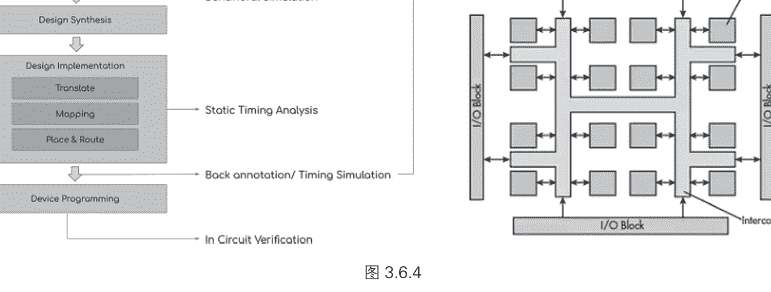 Design Synthesis
Design Implementation
Translate
Mapping
Place & Route
Static Timing Analysis
Back annotation/ Timing Simulation
Device Programming
In Circuit Verification
I/O Block
I/O Block
I/O Block
图 3.6.4